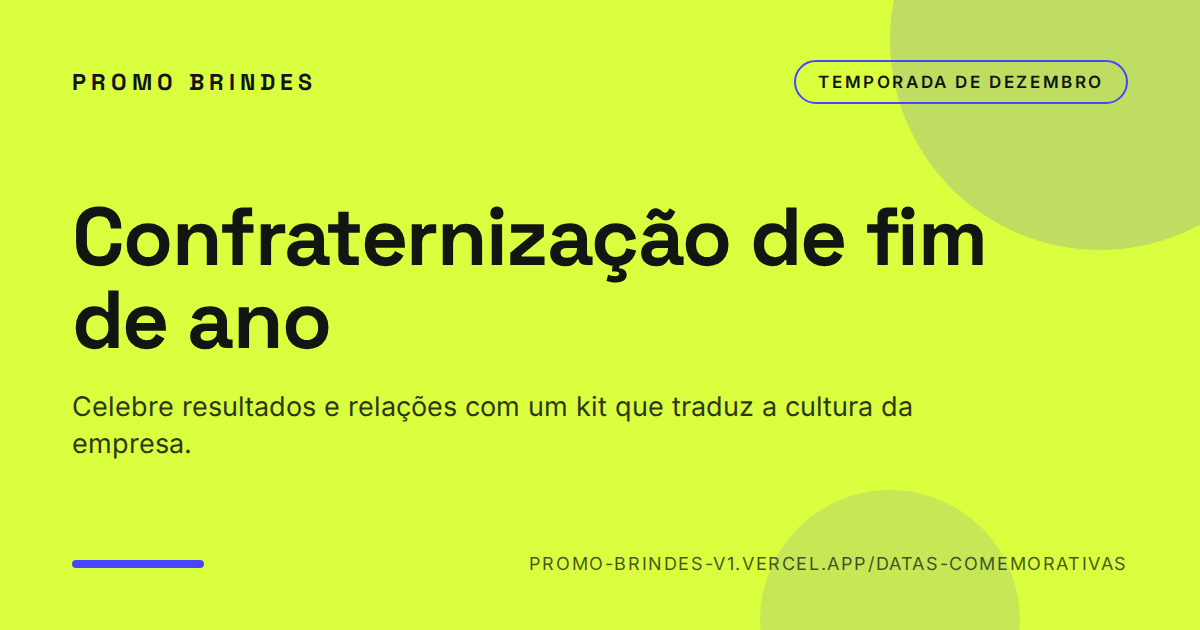 PROMO BRINDES
TEMPORADA DE DEZEMBRO
Confraternização de fim
de ano
Celebre resultados e relações com um kit que traduz a cultura da
empresa.
PROMO-BRINDES-V1.VERCEL.APP/DATAS-COMEMORATIVAS